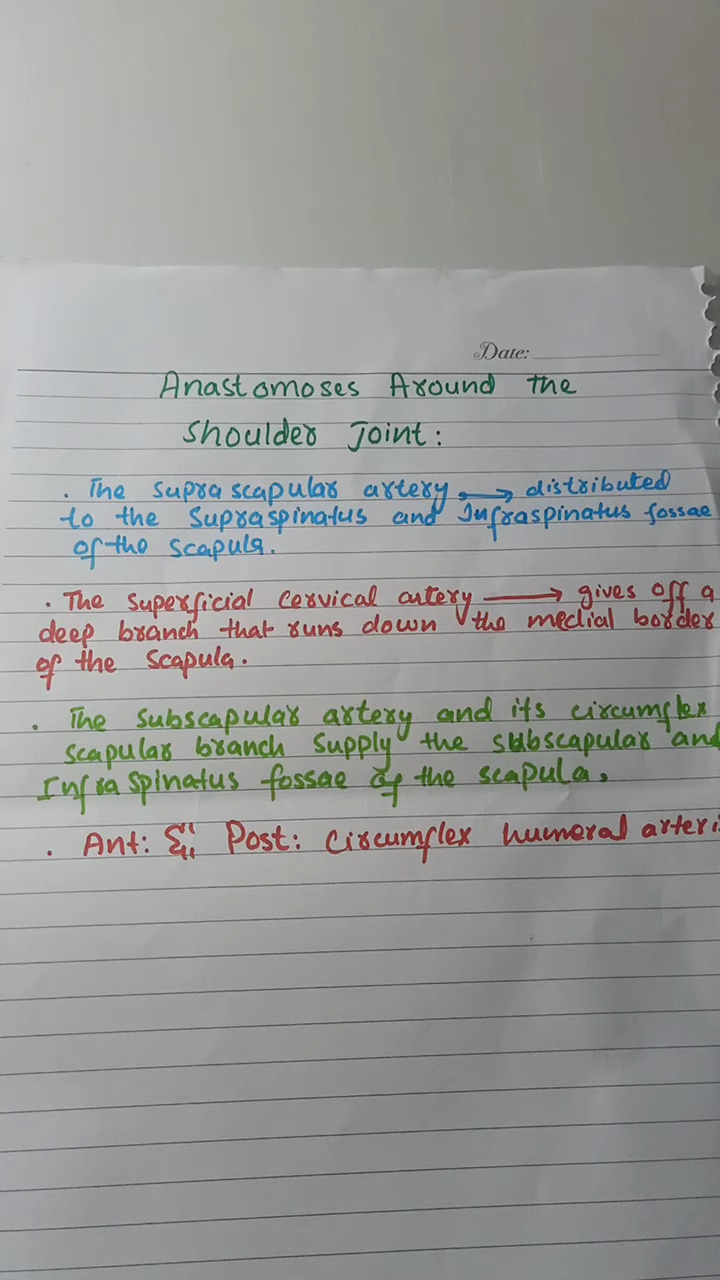 Date:
Anastomoses Around the
Shoulder Joint:
. The suprascapular artery → distributed
to the Supraspinatus and Infraspinatus fossae
of the scapula.
. The superficial cervical artery → gives off a
deep branch that runs down the medial border
of the scapula.
. The subscapular artery and its circumflex
scapular branch supply the subscapular and
Infraspinatus fossae of the scapula.
. Ant: & Post: circumflex humeral arteri